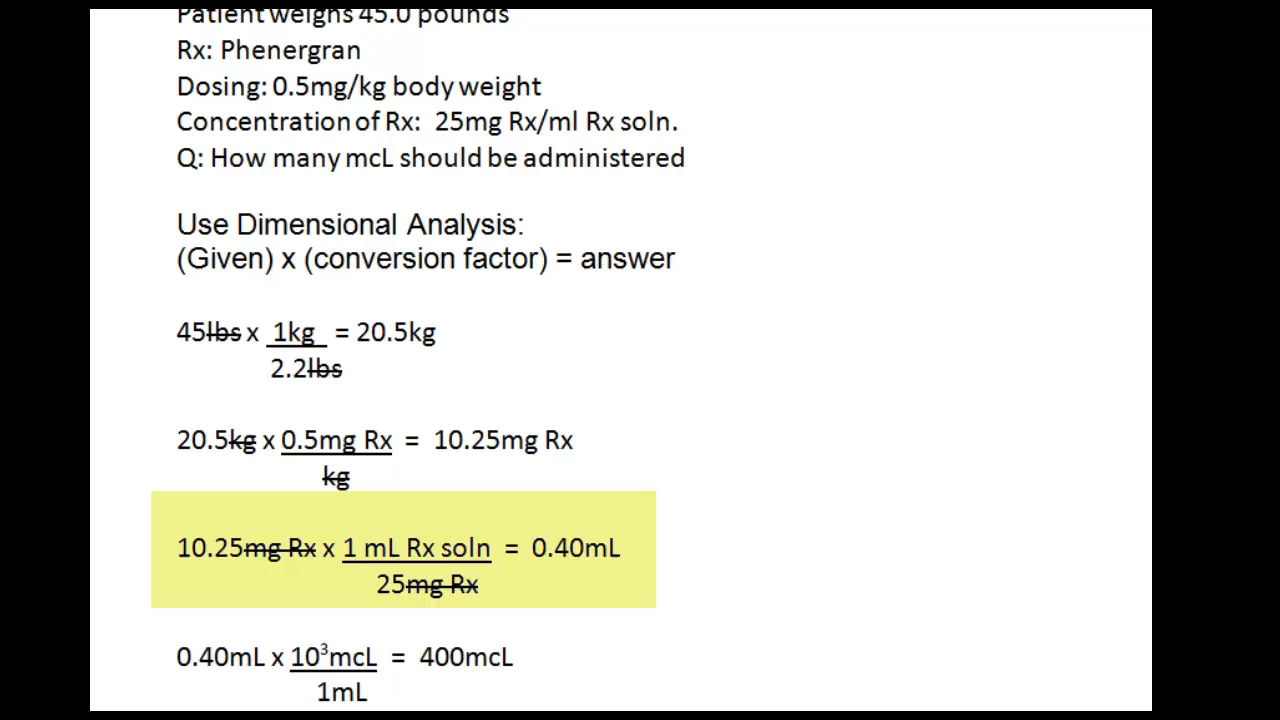 Patient weighs 45.0 pounds
Rx: Phenergran
Dosing: 0.5mg/kg body weight
Concentration of Rx: 25mg Rx/ml Rx soln.
Q: How many mcL should be administered
Use Dimensional Analysis:
(Given) x (conversion factor) = answer
45lbs x 1kg = 20.5kg
2.2lbs
20.5kg x 0.5mg Rx = 10.25mg Rx
kg
10.25mg Rx x 1 mL Rx soln = 0.40mL
25mg Rx
0.40mL x 10³mcL = 400mcL
1mL